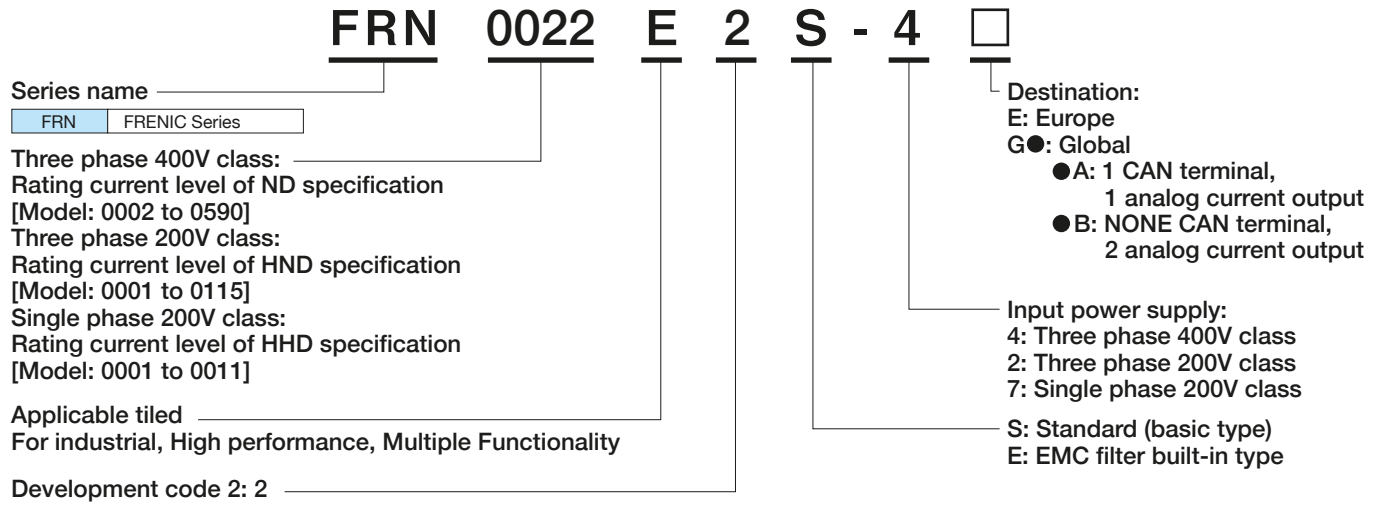 FRN 0022 E 2 S - 4 □
Series name
FRN FRENIC Series
Three phase 400V class:
Rating current level of ND specification
[Model: 0002 to 0590]
Three phase 200V class:
Rating current level of HND specification
[Model: 0001 to 0115]
Single phase 200V class:
Rating current level of HHD specification
[Model: 0001 to 0011]
Applicable tiled
For industrial, High performance, Multiple Functionality
Development code 2: 2
Destination:
E: Europe
G●: Global
●A: 1 CAN terminal,
1 analog current output
●B: NONE CAN terminal,
2 analog current output
Input power supply:
4: Three phase 400V class
2: Three phase 200V class
7: Single phase 200V class
S: Standard (basic type)
E: EMC filter built-in type